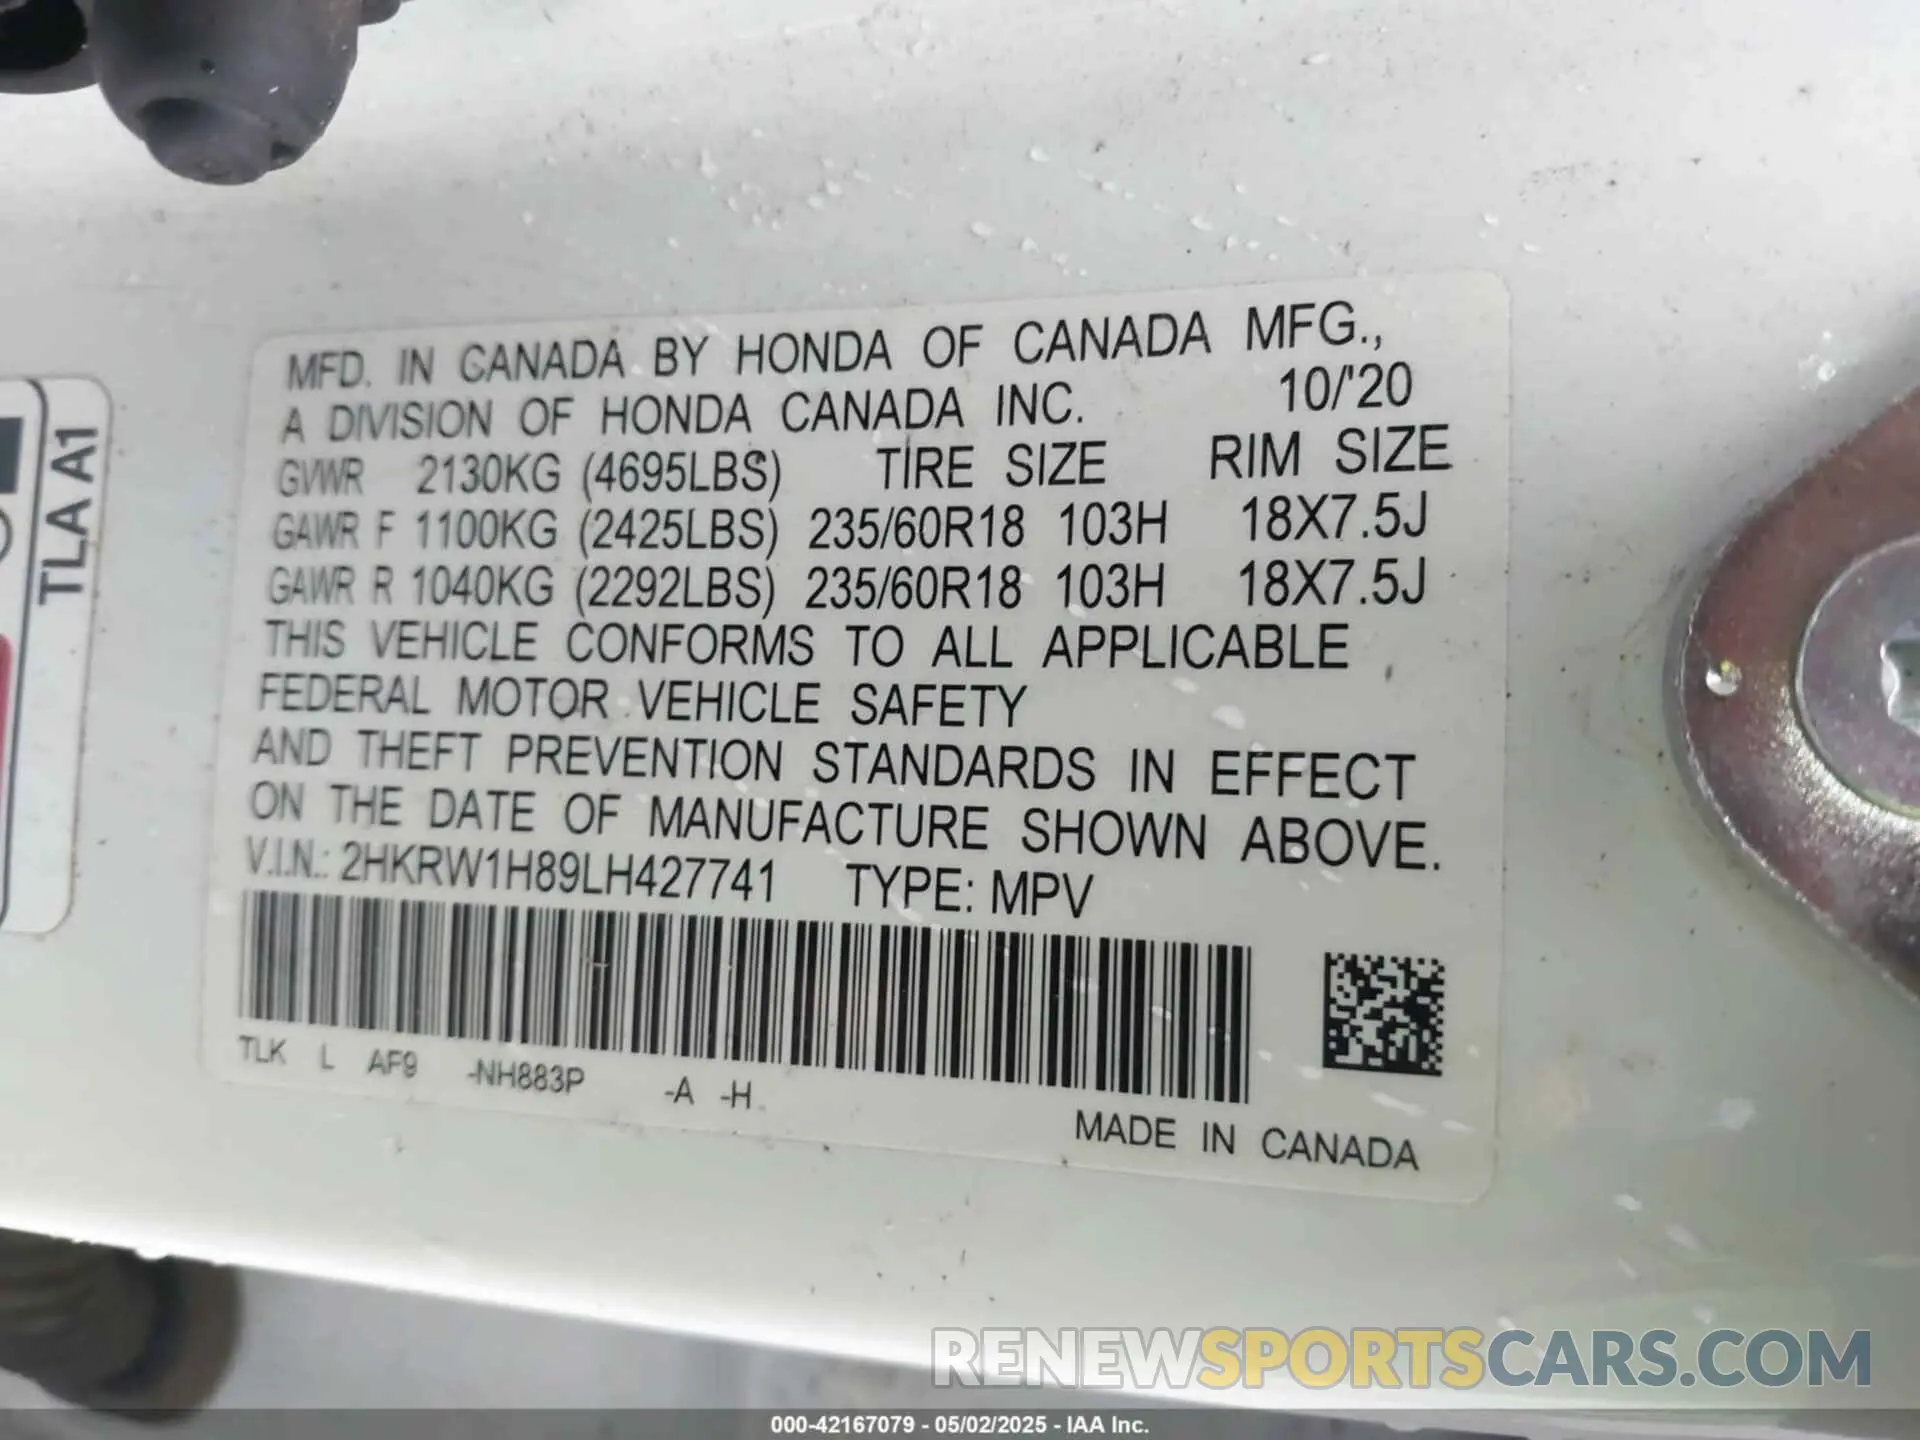 MFD. IN CANADA BY HONDA OF CANADA MFG.,
A DIVISION OF HONDA CANADA INC. 10/'20
GVWR 2130KG (4695LBS) TIRE SIZE RIM SIZE
GAWR F 1100KG (2425LBS) 235/60R18 103H 18X7.5J
GAWR R 1040KG (2292LBS) 235/60R18 103H 18X7.5J
THIS VEHICLE CONFORMS TO ALL APPLICABLE
FEDERAL MOTOR VEHICLE SAFETY
AND THEFT PREVENTION STANDARDS IN EFFECT
ON THE DATE OF MANUFACTURE SHOWN ABOVE.
V.I.N.: 2HKRW1H89LH427741 TYPE: MPV
TLK L AF9 -NH883P -A -H
MADE IN CANADA
TLA A1
RENEWSPORTSCARS.COM
000-42167079 - 05/02/2025 - IAA Inc.